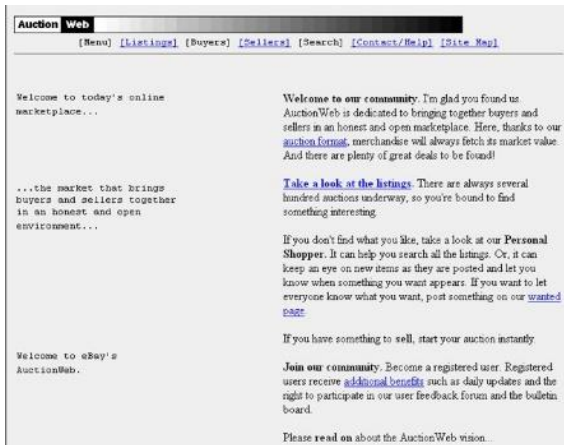 Auction Web
[Menu] [Listings] [Buyers] [Sellers] [Search] [Contact/Help] [Site Map]
Welcome to today's online
marketplace...
...the market that brings
buyers and sellers together
in an honest and open
environment...
Welcome to eBay's
AuctionWeb.
Welcome to our community. I'm glad you found us.
AuctionWeb is dedicated to bringing together buyers and
sellers in an honest and open marketplace. Here, thanks to our
auction format, merchandise will always fetch its market value.
And there are plenty of great deals to be found!
Take a look at the listings. There are always several
hundred auctions underway, so you're bound to find
something interesting.
If you don't find what you like, take a look at our Personal
Shopper. It can help you search all the listings. Or, it can
keep an eye on new items as they are posted and let you
know when something you want appears. If you want to let
everyone know what you want, post something on our wanted
page.
If you have something to sell, start your auction instantly.
Join our community. Become a registered user. Registered
users receive additional benefits such as daily updates and the
right to participate in our user feedback forum and the bulletin
board.
Please read on about the AuctionWeb vision...